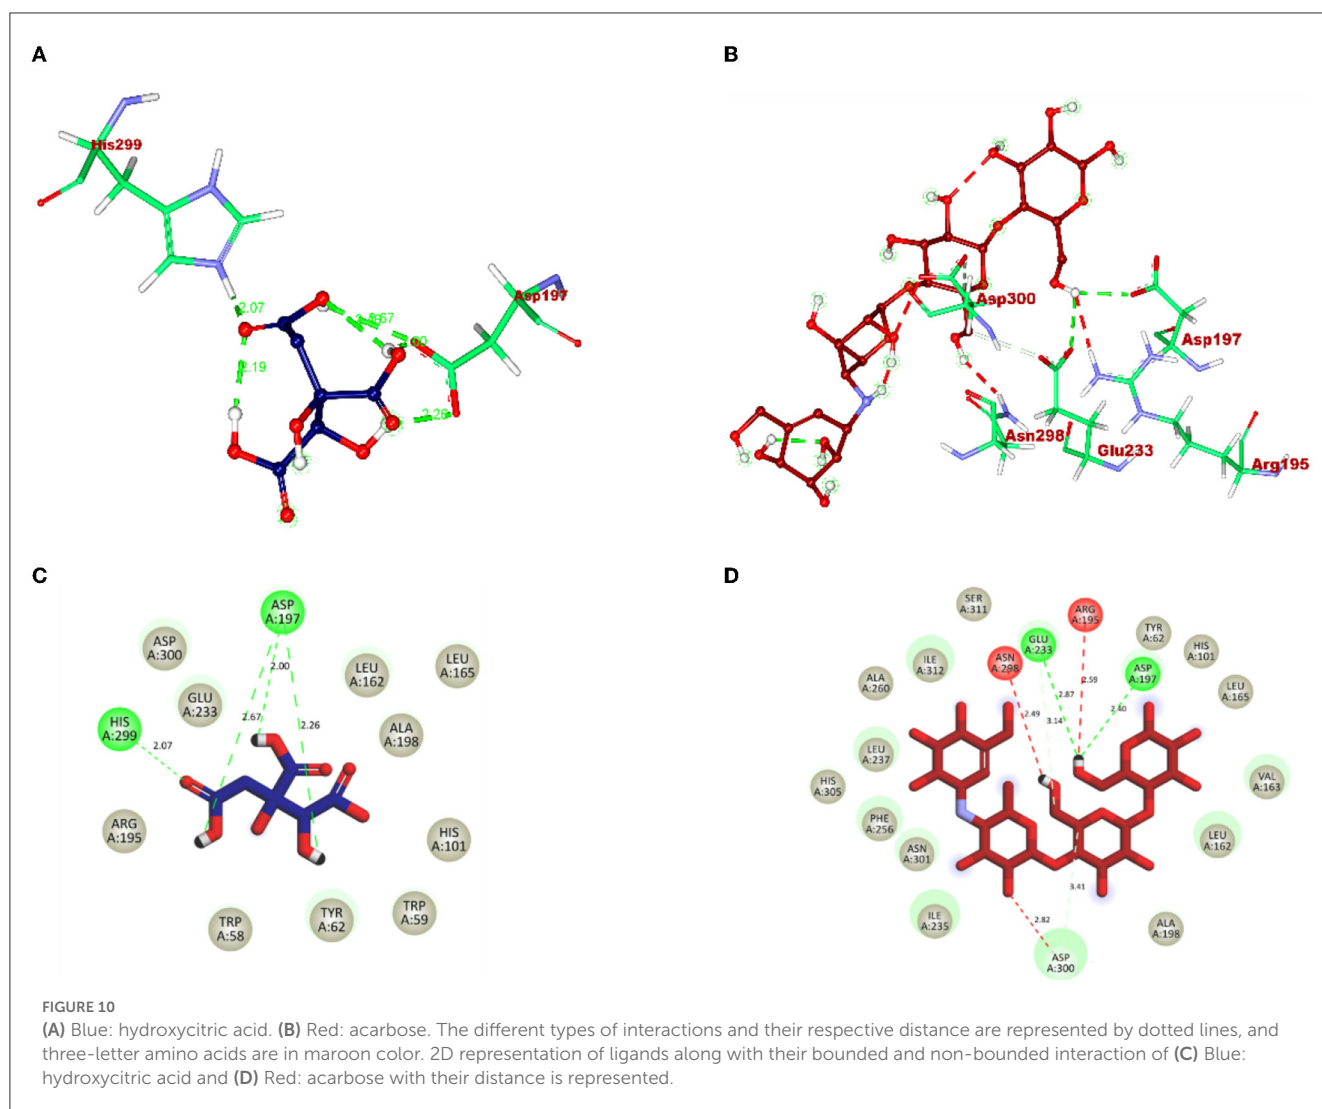 A
B
His299
2.07
2.19
2.67
2.26
Asp197
Asp300
Asp197
Asn298
Glu233
Arg195
C
D
ASP
A:197
ASP
300
GLU
233
HIS
299
2.07
2.67
2.00
2.26
LEU
162
LEU
165
ALA
198
ARG
A:195
HIS
A:101
TRP
A:58
TYR
A:62
TRP
A:59
SER
A:311
ARG
A:195
GLU
A:233
TYR
A:62
HIS
A:101
ASN
A:298
ILE
A:312
ASP
A:197
LEU
A:165
ALA
A:260
2.59
2.87
2.49
3.14
2.40
LEU
A:237
HIS
A:305
VAL
A:163
PHE
A:256
ASN
A:301
LEU
A:162
3.41
ILE
A:235
2.82
ALA
A:198
ASP
A:300
FIGURE 10
(A) Blue: hydroxycitric acid. (B) Red: acarbose. The different types of interactions and their respective distance are represented by dotted lines, and
three-letter amino acids are in maroon color. 2D representation of ligands along with their bounded and non-bounded interaction of (C) Blue:
hydroxycitric acid and (D) Red: acarbose with their distance is represented.